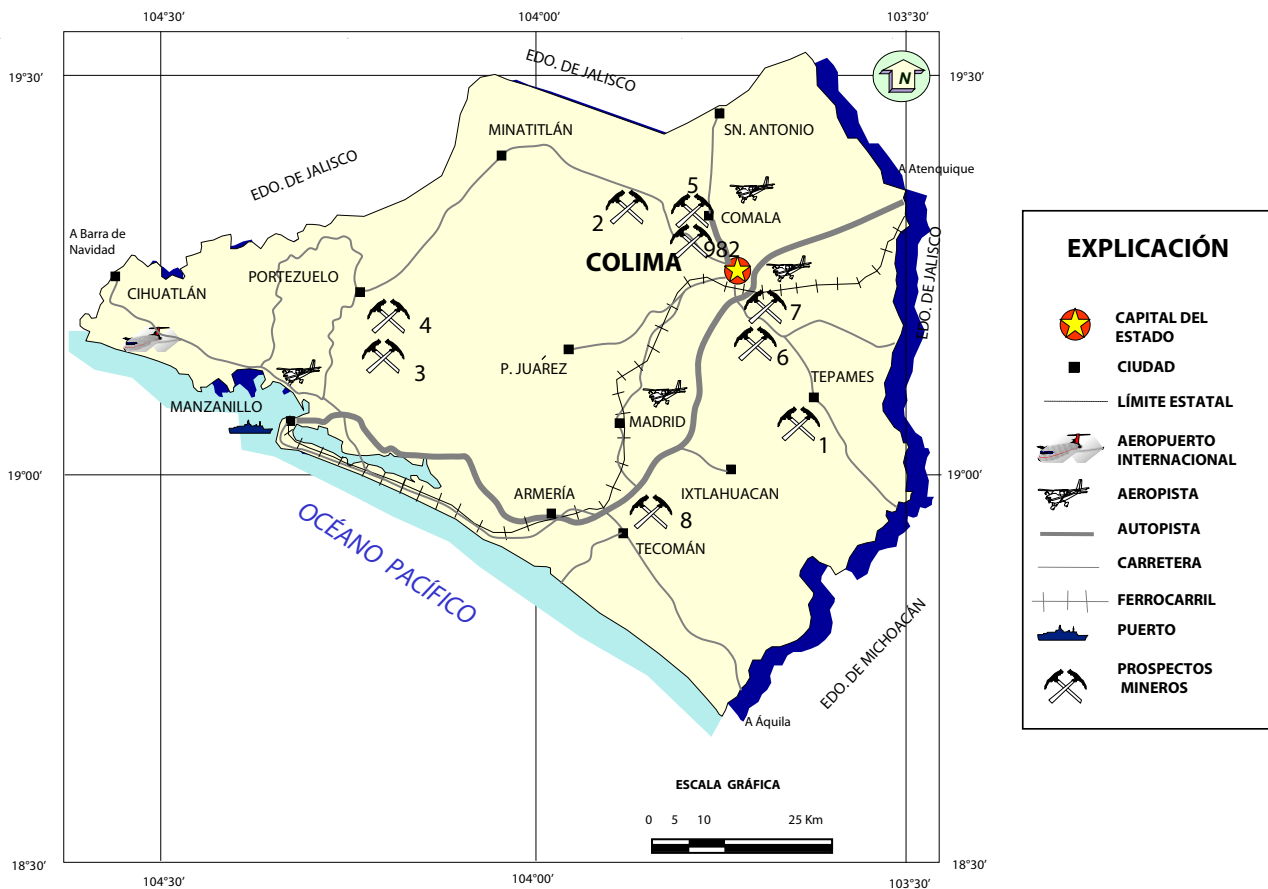 104°30'
104°00'
103°30'
19°30'
19°30'
EDO. DE JALISCO
N
MINATITLÁN
SN. ANTONIO
EDO. DE JALISCO
A Atenquique
5
2
COMALA
A Barra de
Navidad
982
COLIMA
EDO. DE JALISCO
PORTEZUELO
CIHUATLÁN
7
4
6
3
P. JUÁREZ
TEPAMES
MANZANILLO
MADRID
1
19°00'
19°00'
ARMERÍA
IXTLAHUACAN
8
TECOMÁN
OCÉANO PACÍFICO
EDO. DE MICHOACÁN
A Áquila
ESCALA GRÁFICA
0 5 10 25 Km
18°30'
18°30'
104°30'
104°00'
103°30'
EXPLICACIÓN
CAPITAL DEL
ESTADO
CIUDAD
LÍMITE ESTATAL
AEROPUERTO
INTERNACIONAL
AEROPISTA
AUTOPISTA
CARRETERA
FERROCARRIL
PUERTO
PROSPECTOS
MINEROS